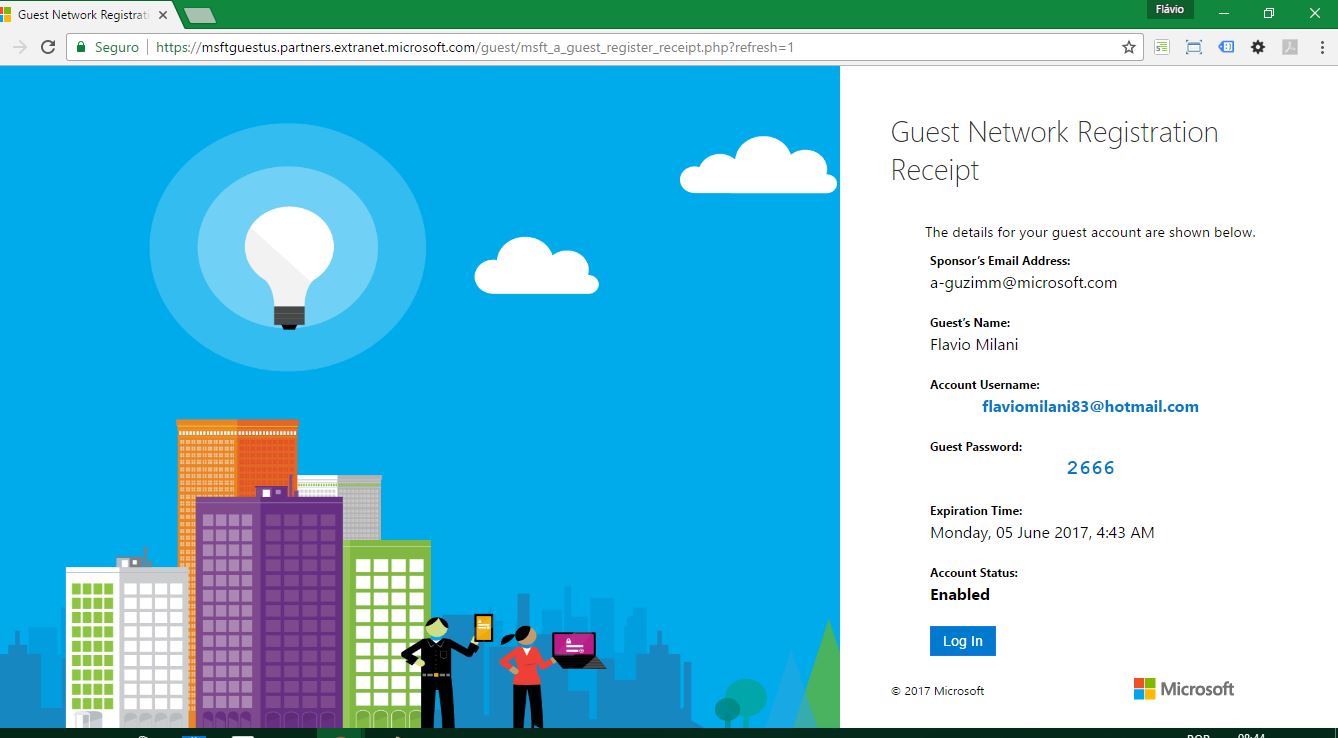 Guest Network Registrati
Flávio
Seguro
https://msftguestus.partners.extranet.microsoft.com/guest/msft_a_guest_register_receipt.php?refresh=1
Guest Network Registration
Receipt
The details for your guest account are shown below.
Sponsor's Email Address:
a-guzimm@microsoft.com
Guest's Name:
Flavio Milani
Account Username:
flaviomilani83@hotmail.com
Guest Password:
2666
Expiration Time:
Monday, 05 June 2017, 4:43 AM
Account Status:
Enabled
Log In
© 2017 Microsoft
Microsoft